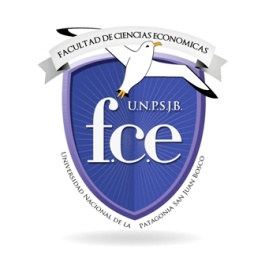 FACULTAD DE CIENCIAS ECONOMICAS
U.N.P.S.J.B.
f.c.e
UNIVERSIDAD NACIONAL DE LA PATAGONIA SAN JUAN BOSCO